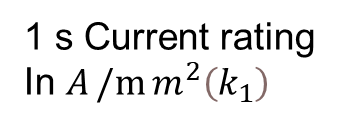 1 s Current rating
In A/mm²(k₁)